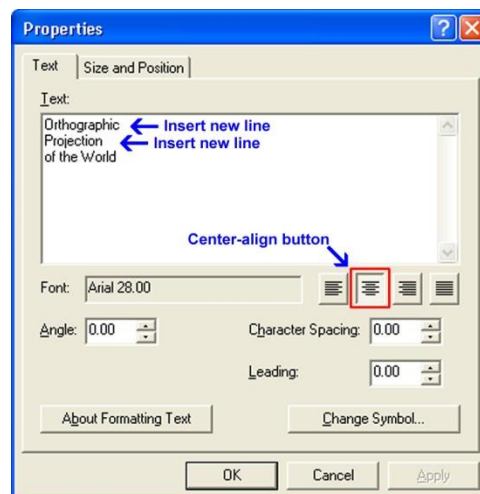 Properties
Text Size and Position
Text:
Orthographic Insert new line
Projection Insert new line
of the World
Center-align button
Font: Arial 28.00
Angle: 0.00 Character Spacing: 0.00
Leading: 0.00
About Formatting Text Change Symbol...
OK Cancel Apply